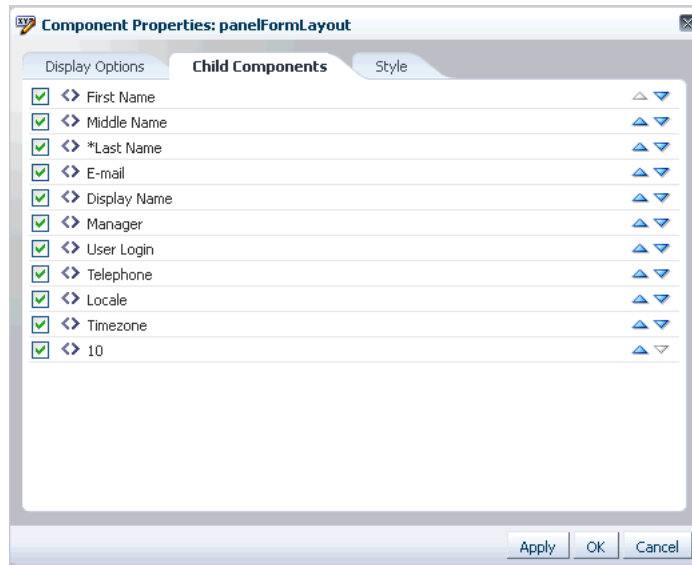 Component Properties: panelFormLayout
Display Options Child Components Style
First Name
Middle Name
*Last Name
E-mail
Display Name
Manager
User Login
Telephone
Locale
Timezone
10
Apply OK Cancel